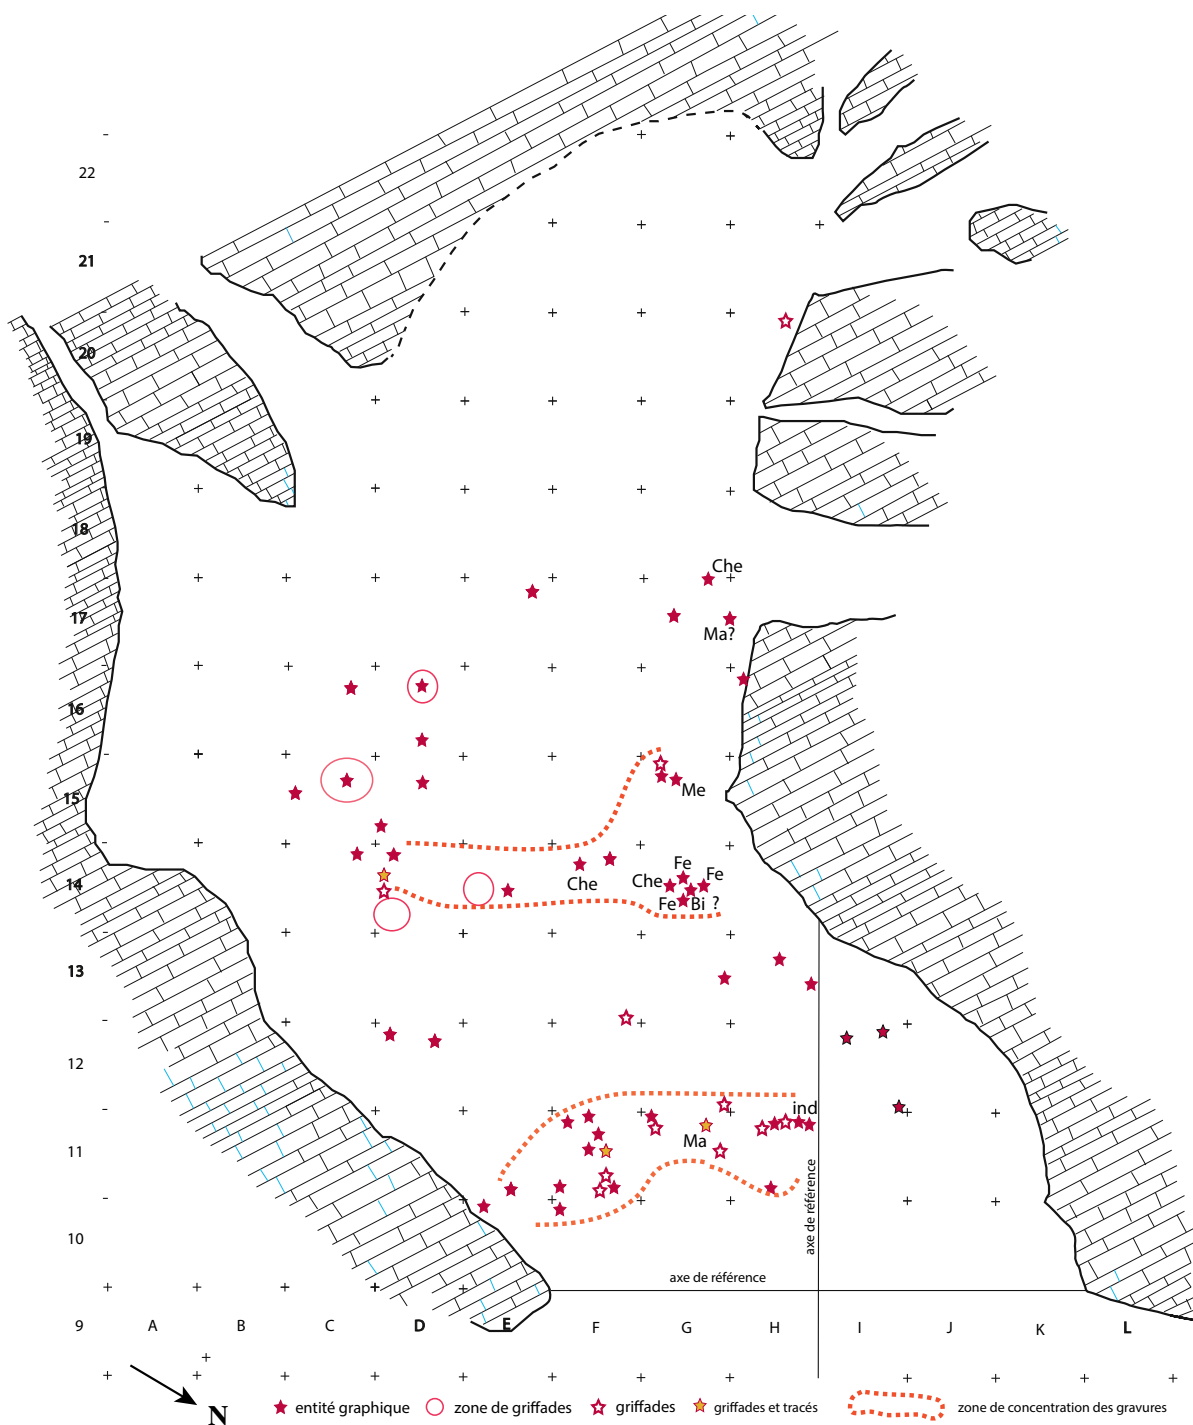 22
21
20
19
18
Che
17
Ma?
16
15
Me
14
Che
Che
Fe
Fe
Fe
Bi ?
13
12
ind
11
Ma
axe de référence
10
axe de référence
9 A B C D E F G H I J K L
N
entité graphique
zone de griffades
griffades
griffades et tracés
zone de concentration des gravures